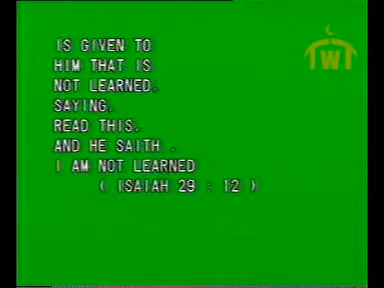 IS GIVEN TO
HIM THAT IS
NOT LEARNED.
SAYING.
READ THIS.
AND HE SAITH .
I AM NOT LEARNED
( ISAIAH 29 : 12 )
IWT